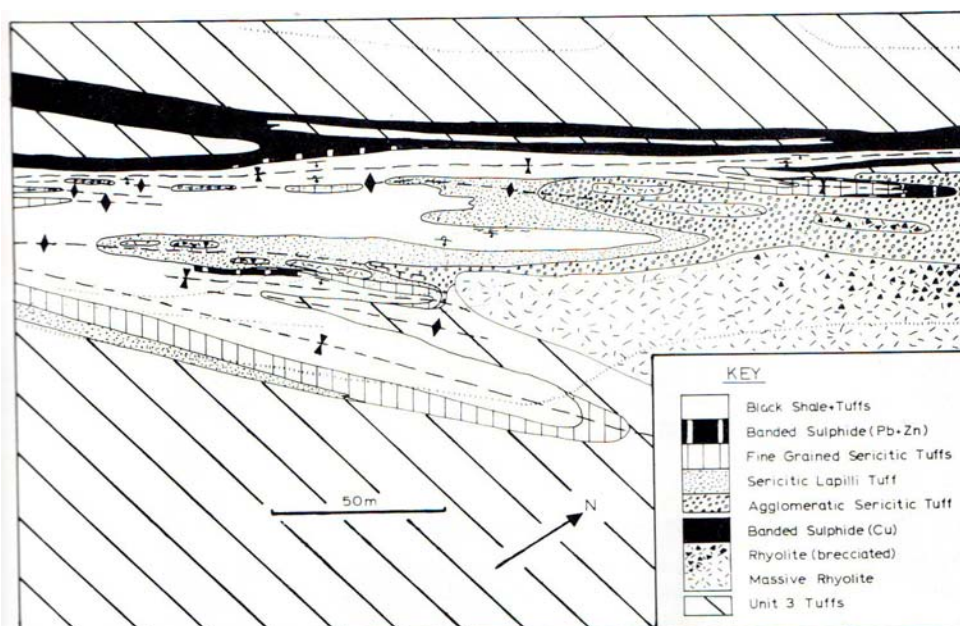 50m
N
KEY
Black Shale+Tuffs
Banded Sulphide (Pb+Zn)
Fine Grained Sericitic Tuffs
Sericitic Lapilli Tuff
Agglomeratic Sericitic Tuff
Banded Sulphide (Cu)
Rhyolite (brecciated)
Massive Rhyolite
Unit 3 Tuffs